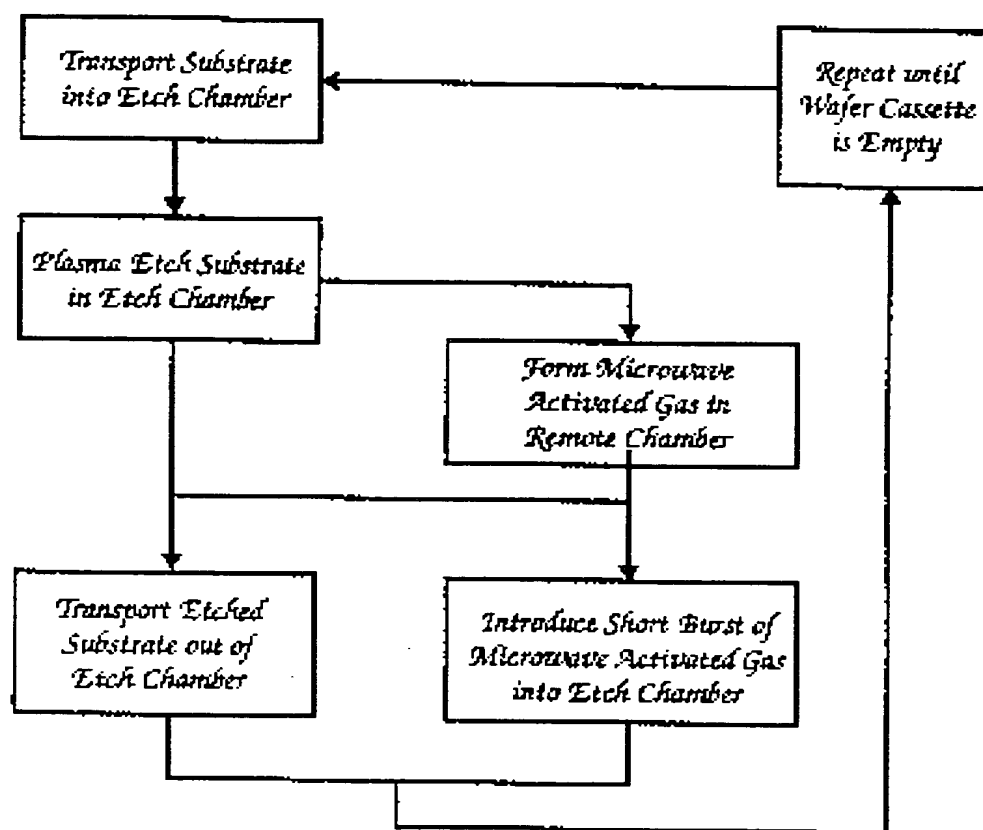 Transport Substrate
into Etch Chamber
Repeat until
Wafer Cassette
is Empty
Plasma Etch Substrate
in Etch Chamber
Form Microwave
Activated Gas in
Remote Chamber
Transport Etched
Substrate out of
Etch Chamber
Introduce Short Burst of
Microwave Activated Gas
into Etch Chamber